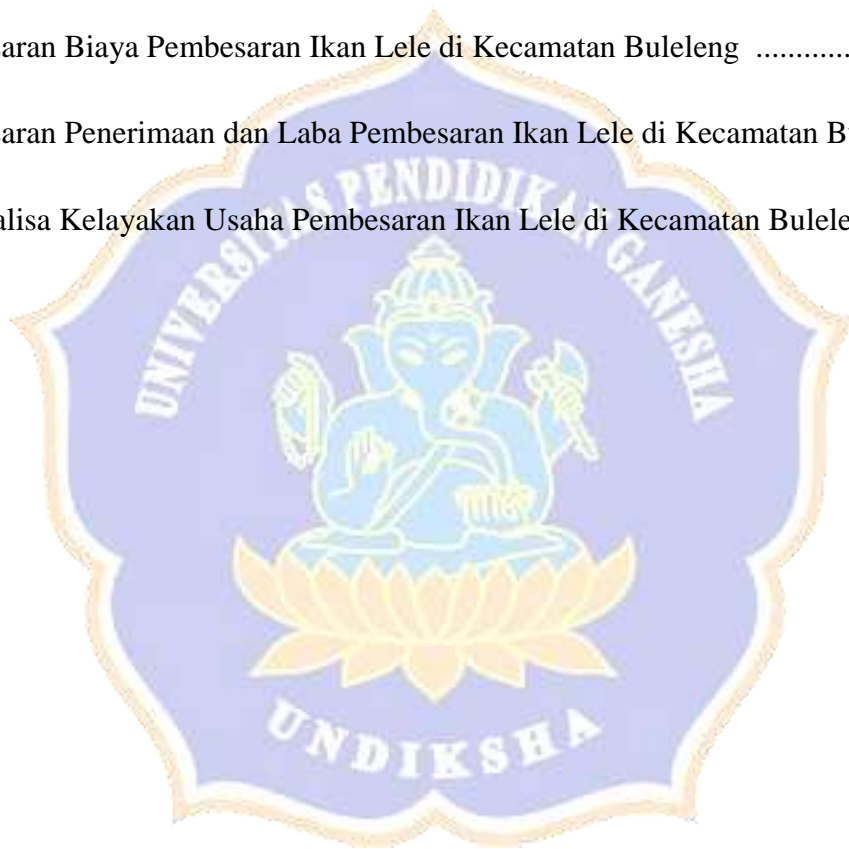 aran Biaya Pembesaran Ikan Lele di Kecamatan Buleleng ............
aran Penerimaan dan Laba Pembesaran Ikan Lele di Kecamatan B
alisa Kelayakan Usaha Pembesaran Ikan Lele di Kecamatan Bulele
UNIVERSITAS PENDIDIKAN GANESHA
UNDIKSHA